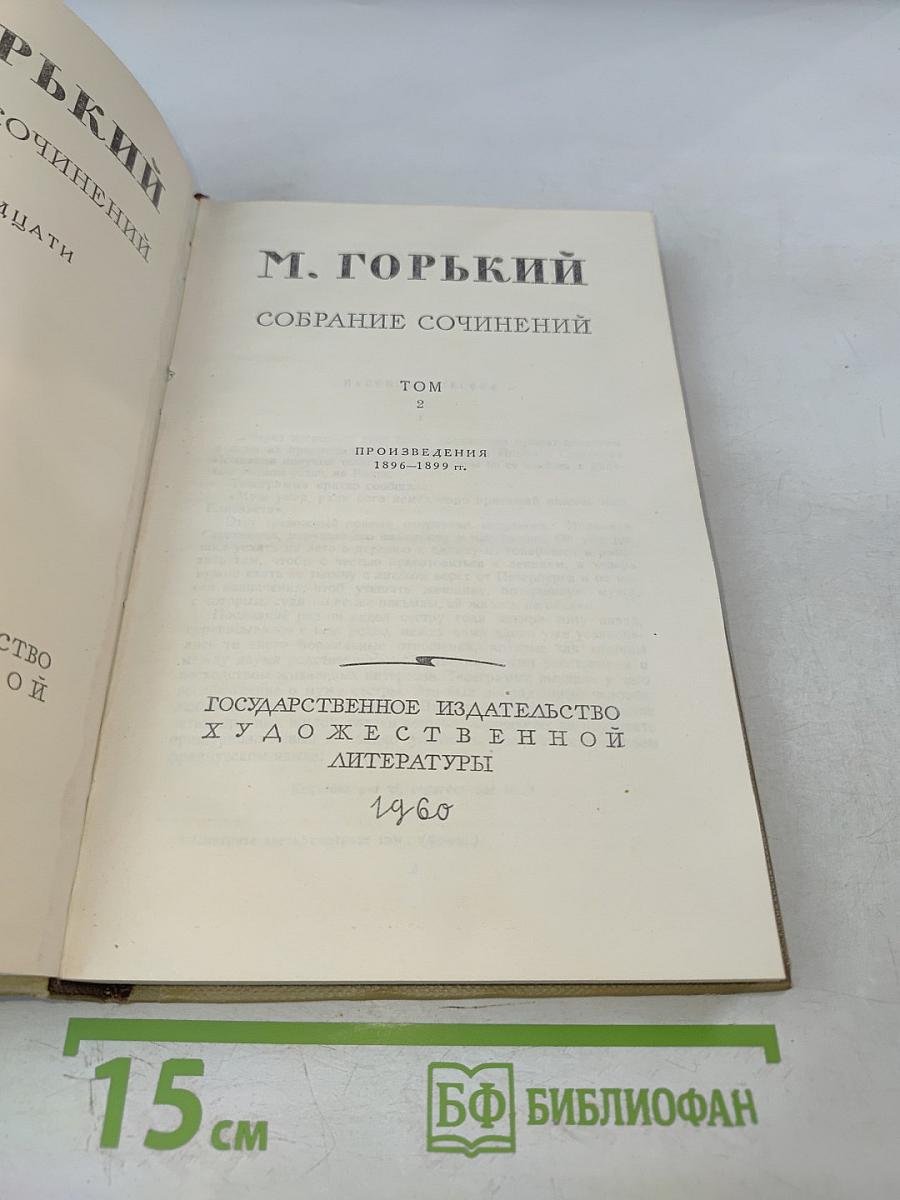 РЬКИЙ
СОЧИНЕНИЙ
ДЦАТИ
СТВО
ОЙ
М. ГОРЬКИЙ
СОБРАНИЕ СОЧИНЕНИЙ
ТОМ
2
ПРОИЗВЕДЕНИЯ
1896—1899 гг.
ГОСУДАРСТВЕННОЕ ИЗДАТЕЛЬСТВО
ХУДОЖЕСТВЕННОЙ
ЛИТЕРАТУРЫ
1960
15 см
БФ БИБЛИОФАН